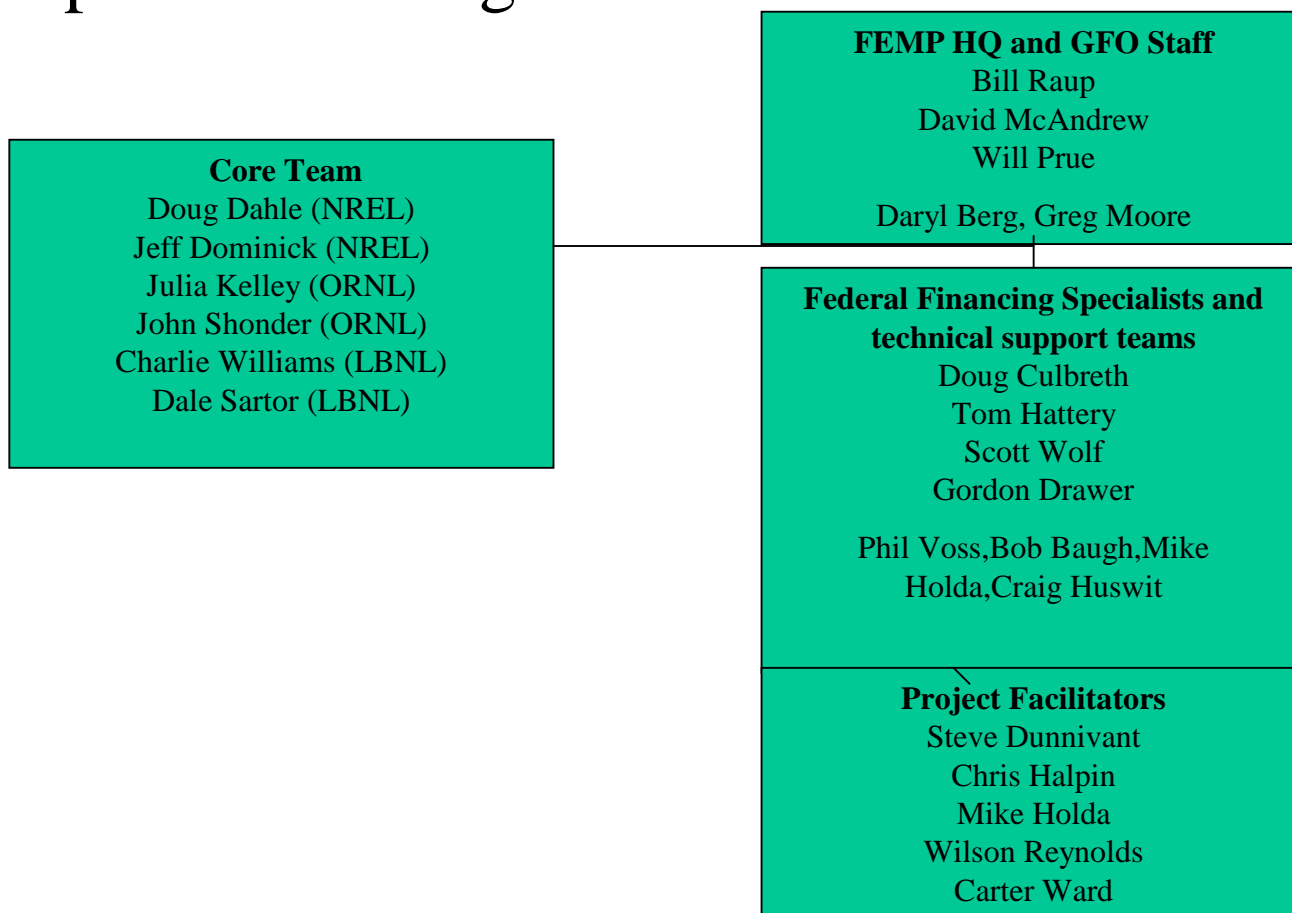 FEMP HQ and GFO Staff
Bill Raup
David McAndrew
Will Prue
Daryl Berg, Greg Moore
Core Team
Doug Dahle (NREL)
Jeff Dominick (NREL)
Julia Kelley (ORNL)
John Shonder (ORNL)
Charlie Williams (LBNL)
Dale Sartor (LBNL)
Federal Financing Specialists and
technical support teams
Doug Culbreth
Tom Hattery
Scott Wolf
Gordon Drawer
Phil Voss,Bob Baugh,Mike
Holda,Craig Huswit
Project Facilitators
Steve Dunnivant
Chris Halpin
Mike Holda
Wilson Reynolds
Carter Ward